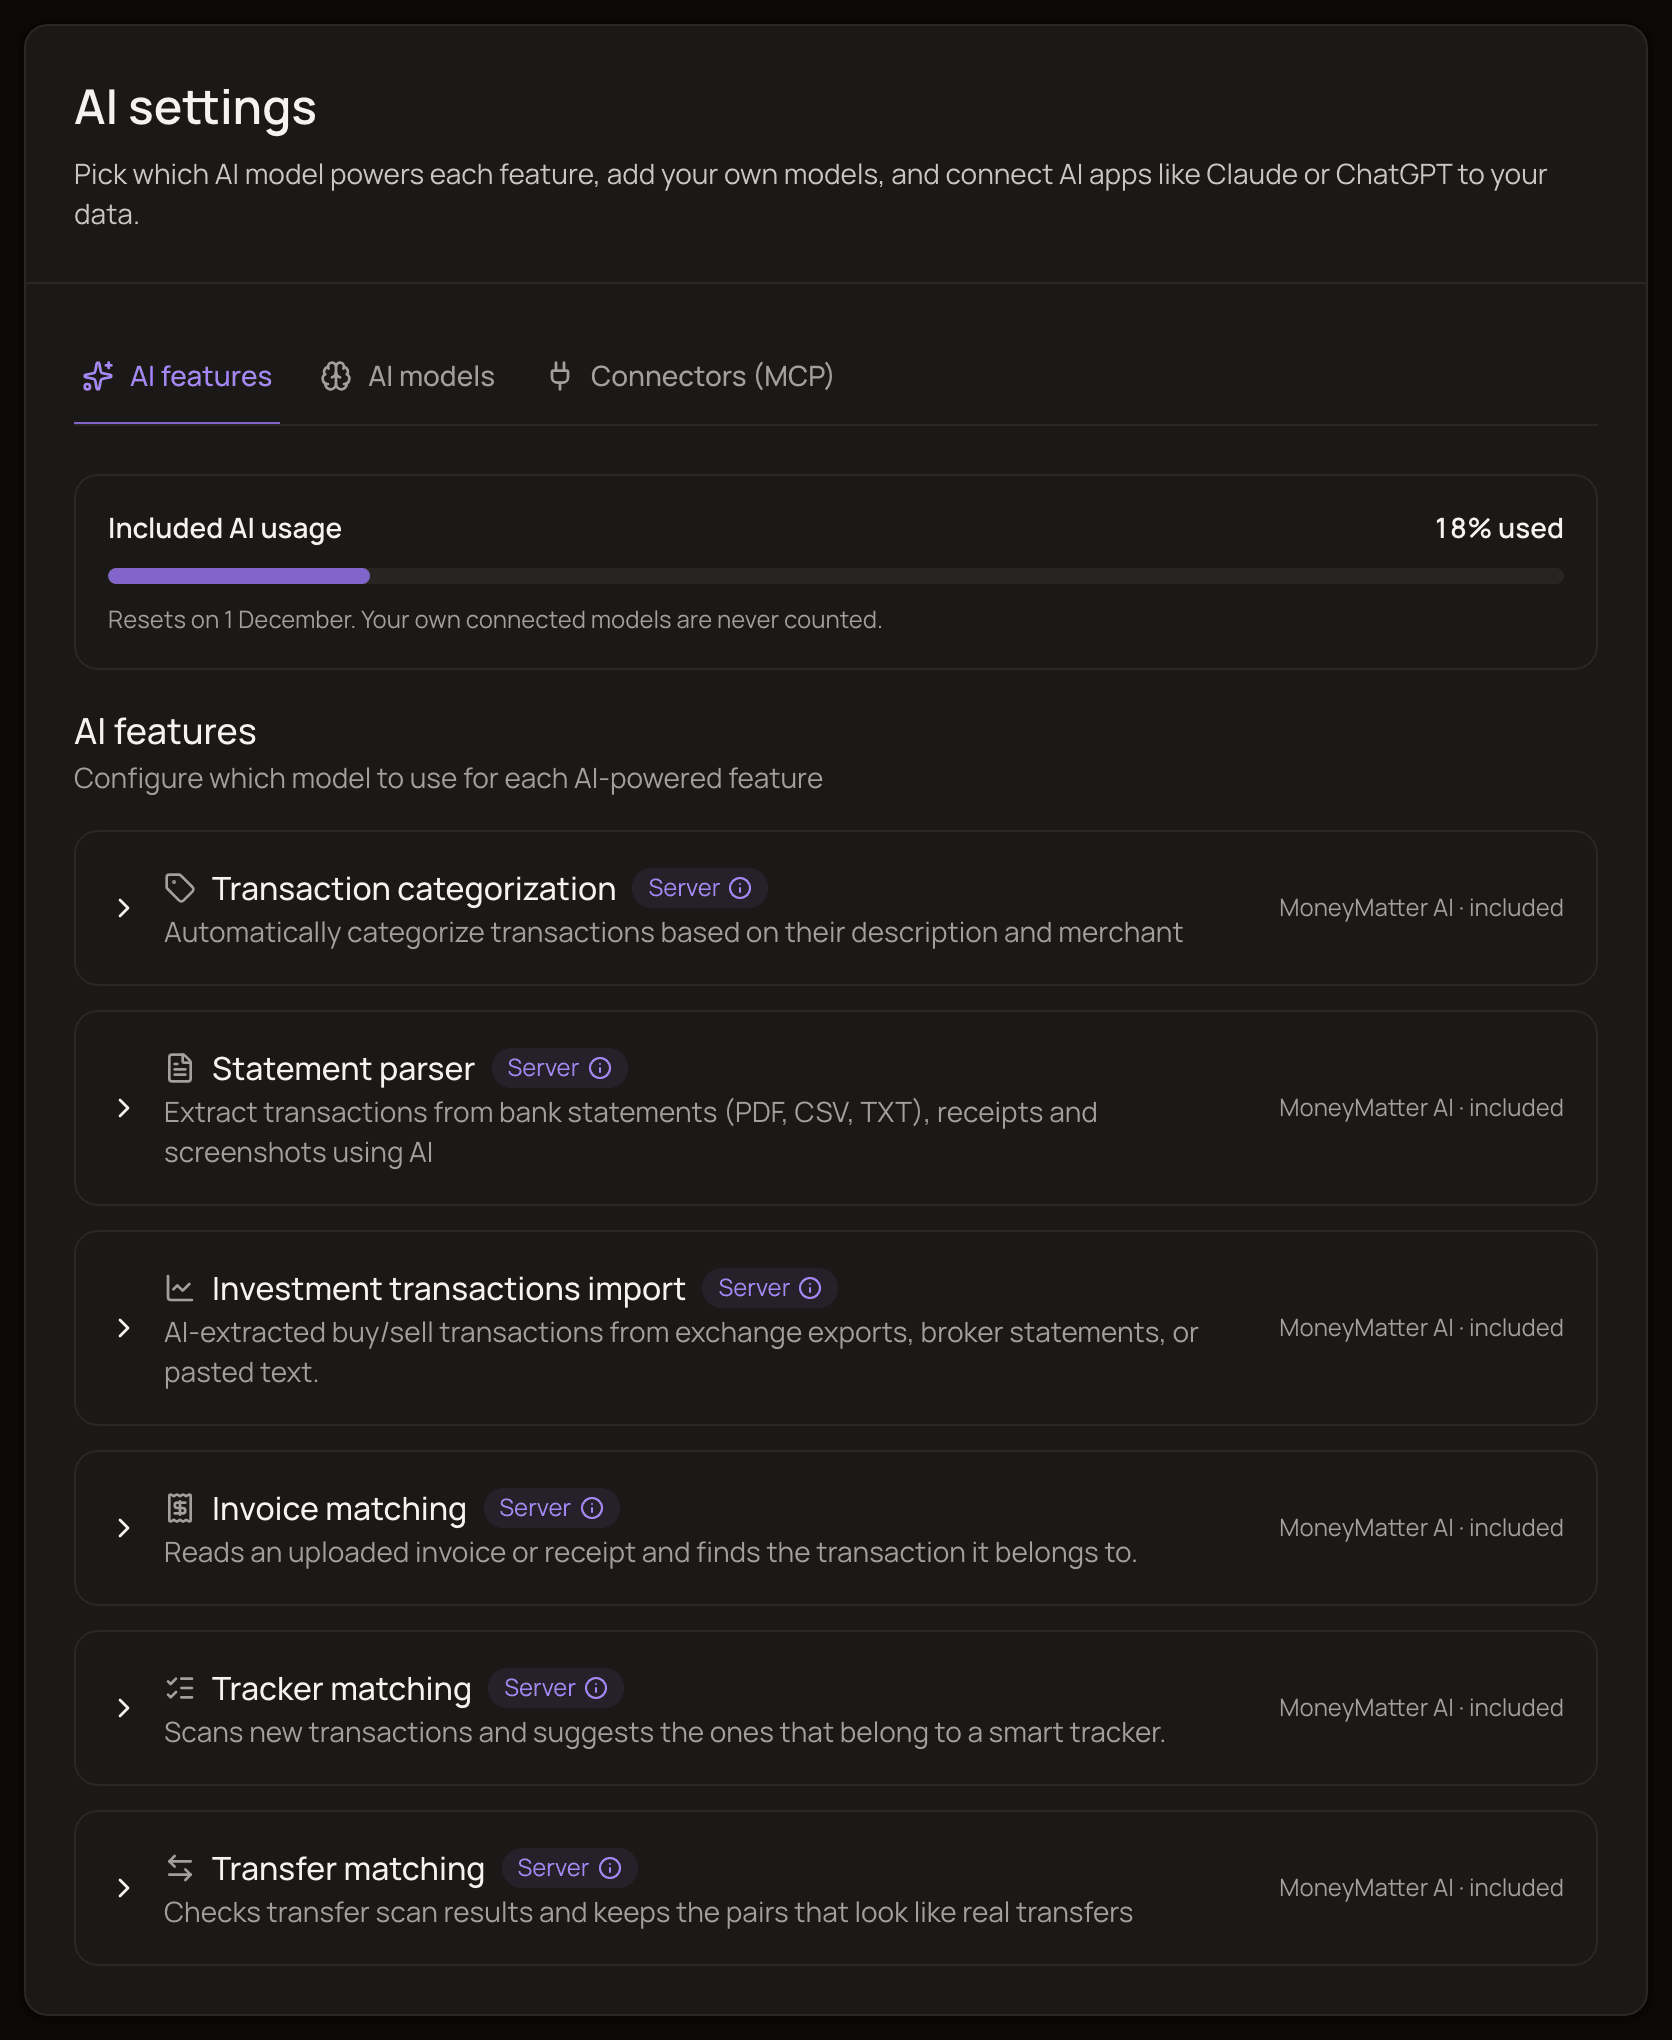 AI settings
Pick which AI model powers each feature, add your own models, and connect AI apps like Claude or ChatGPT to your
data.
AI features
AI models
Connectors (MCP)
Included AI usage
18% used
Resets on 1 December. Your own connected models are never counted.
AI features
Configure which model to use for each AI-powered feature
Transaction categorization
Server
Automatically categorize transactions based on their description and merchant
MoneyMatter AI · included
Statement parser
Server
Extract transactions from bank statements (PDF, CSV, TXT), receipts and
screenshots using AI
MoneyMatter AI · included
Investment transactions import
Server
AI-extracted buy/sell transactions from exchange exports, broker statements, or
pasted text.
MoneyMatter AI · included
Invoice matching
Server
Reads an uploaded invoice or receipt and finds the transaction it belongs to.
MoneyMatter AI · included
Tracker matching
Server
Scans new transactions and suggests the ones that belong to a smart tracker.
MoneyMatter AI · included
Transfer matching
Server
Checks transfer scan results and keeps the pairs that look like real transfers
MoneyMatter AI · included